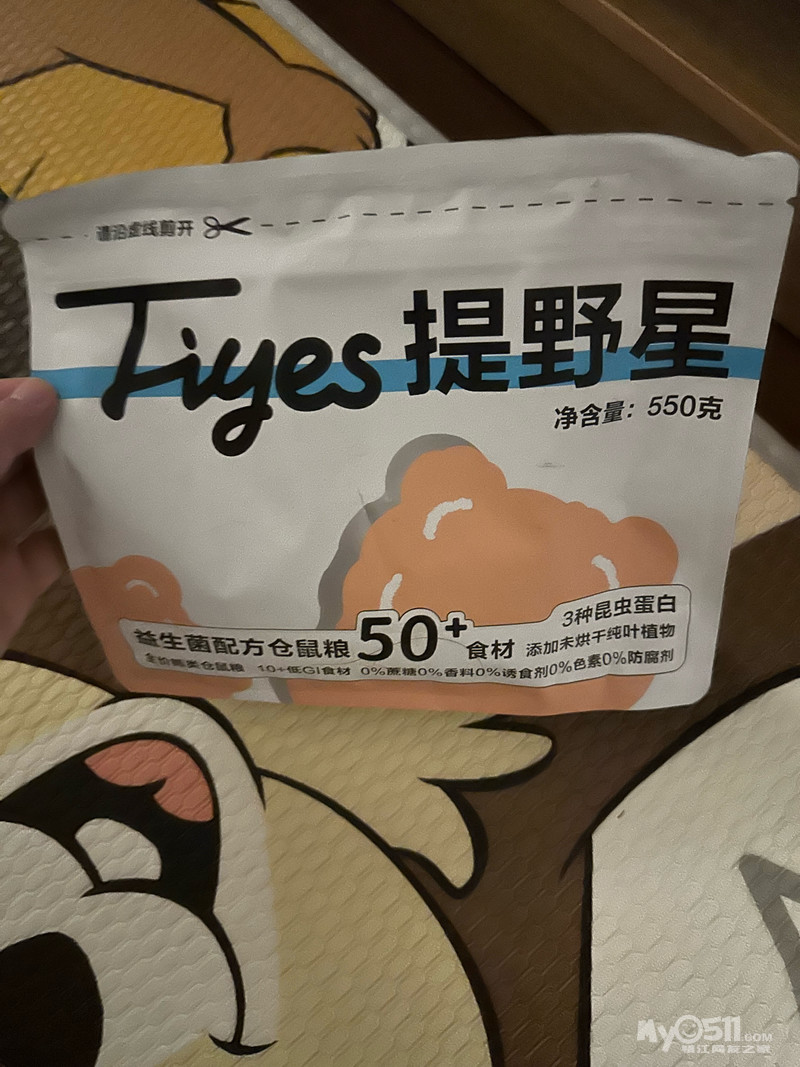 请沿虚线剪开
Tiyes 提野星
净含量：550克
3种昆虫蛋白
益生菌配方仓鼠粮 50+ 食材 添加未烘干纯叶植物
全价鼠类仓鼠粮 10+低GI食材 0%蔗糖0%香料0%诱食剂0%色素0%防腐剂
My0511.COM
镇江网友之家